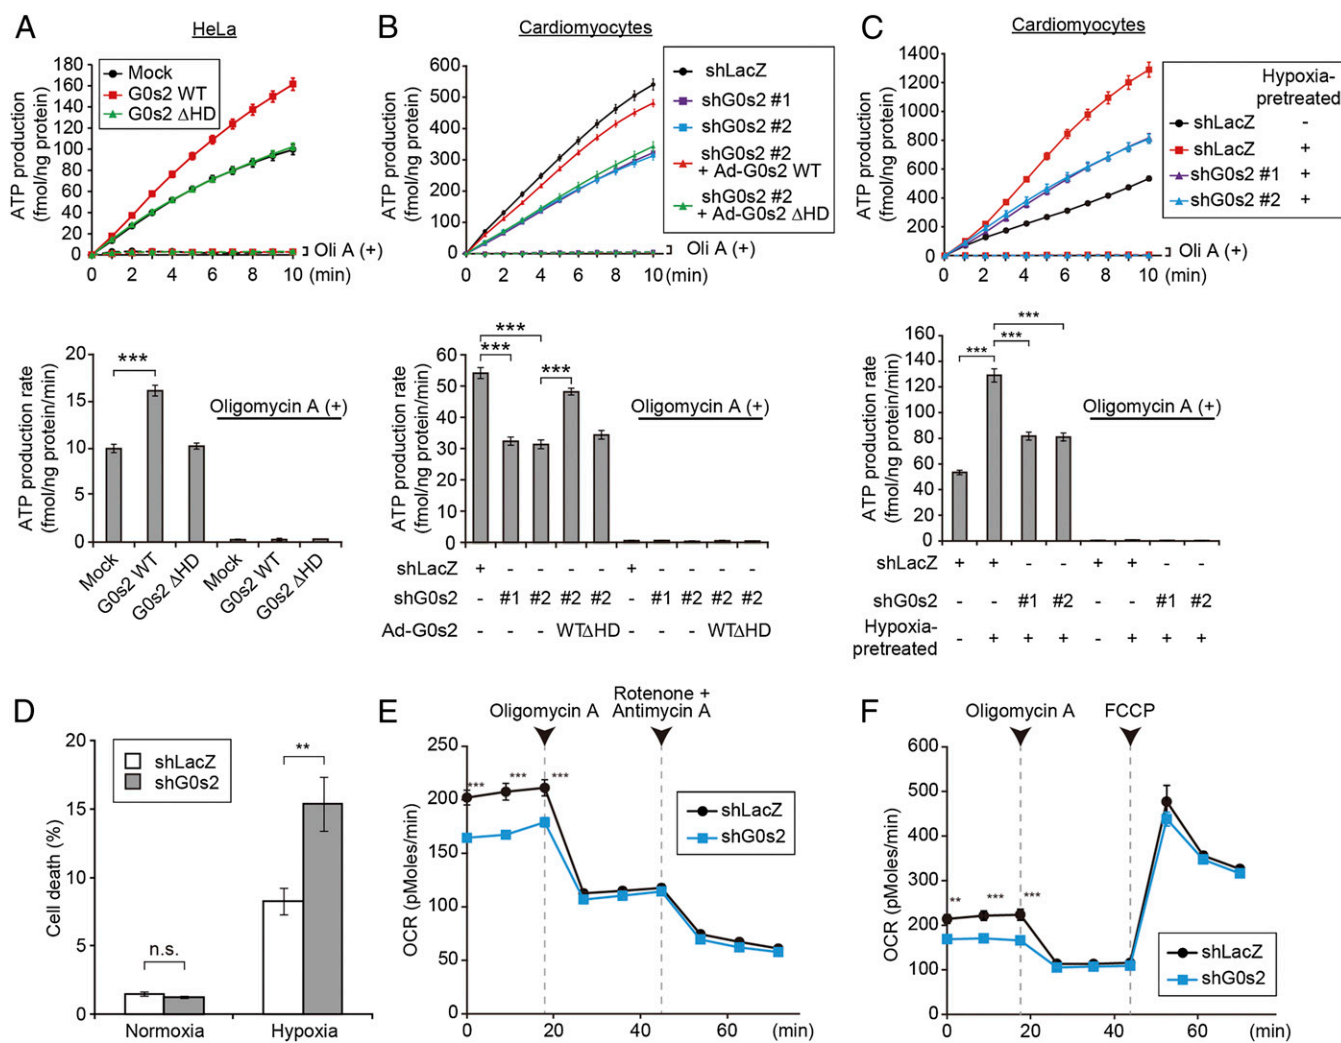 A
HeLa
Mock
G0s2 WT
G0s2 ΔHD
ATP production
(fmol/ng protein)
180
160
140
120
100
80
60
40
20
0
0 2 4 6 8 10 (min)
Oli A (+)
ATP production rate
(fmol/ng protein/min)
20
15
10
5
0
***
Oligomycin A (+)
Mock
G0s2 WT
G0s2 ΔHD
Mock
G0s2 WT
G0s2 ΔHD
B
Cardiomyocytes
shLacZ
shG0s2 #1
shG0s2 #2
shG0s2 #2
+ Ad-G0s2 WT
shG0s2 #2
+ Ad-G0s2 ΔHD
ATP production
(fmol/ng protein)
600
500
400
300
200
100
0
0 2 4 6 8 10 (min)
Oli A (+)
ATP production rate
(fmol/ng protein/min)
60
50
40
30
20
10
0
***
***
***
Oligomycin A (+)
shLacZ + - - - - + - - - -
shG0s2 - #1 #2 #2 #2 - #1 #2 #2 #2
Ad-G0s2 - - - WTΔHD - - - WTΔHD
C
Cardiomyocytes
Hypoxia-
pretreated
shLacZ -
shLacZ +
shG0s2 #1 +
shG0s2 #2 +
ATP production
(fmol/ng protein)
1400
1200
1000
800
600
400
200
0
0 2 4 6 8 10 (min)
Oli A (+)
ATP production rate
(fmol/ng protein/min)
160
140
120
100
80
60
40
20
0
***
***
***
Oligomycin A (+)
shLacZ + + - - + + - -
shG0s2 - - #1 #2 - - #1 #2
Hypoxia-
pretreated - + + + - + + +
D
shLacZ
shG0s2
Cell death (%)
20
15
10
5
0
n.s.
**
Normoxia Hypoxia
E
Oligomycin A
Rotenone +
Antimycin A
OCR (pMoles/min)
250
200
150
100
50
0
*** *** ***
shLacZ
shG0s2
0 20 40 60 (min)
F
Oligomycin A
FCCP
OCR (pMoles/min)
600
500
400
300
200
100
0
** *** ***
shLacZ
shG0s2
0 20 40 60 (min)